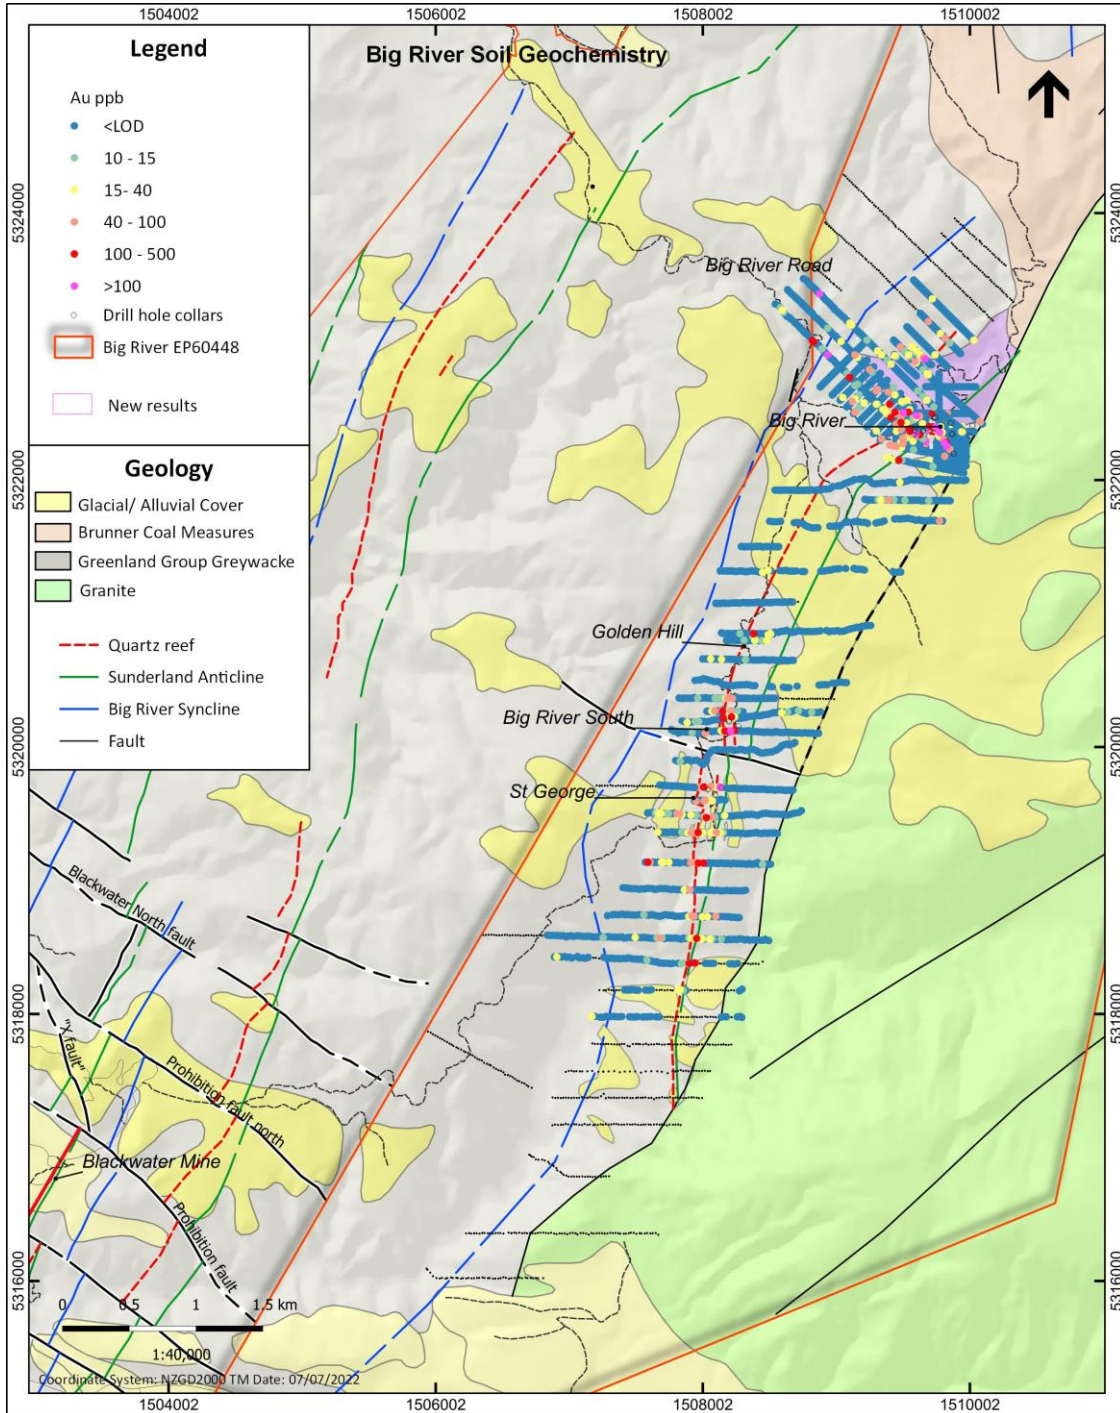 1504002 1506002 1508002 1510002
Big River Soil Geochemistry
Legend
Au ppb
<LOD
10 - 15
15- 40
40 - 100
100 - 500
>100
Drill hole collars
Big River EP60448
New results
Geology
Glacial/ Alluvial Cover
Brunner Coal Measures
Greenland Group Greywacke
Granite
Quartz reef
Sunderland Anticline
Big River Syncline
Fault
5324000 5324000
Big River Road
Big River
5322000 5322000
Golden Hill
Big River South
5320000 5320000
St George
Blackwater North fault
5318000 5318000
"X fault"
Prohibition fault north
Blackwater Mine
Prohibition fault
5316000 5316000
0 0.5 1 1.5 km
1:40,000
Coordinate System: NZGD2000 TM Date: 07/07/2022
1504002 1506002 1508002 1510002